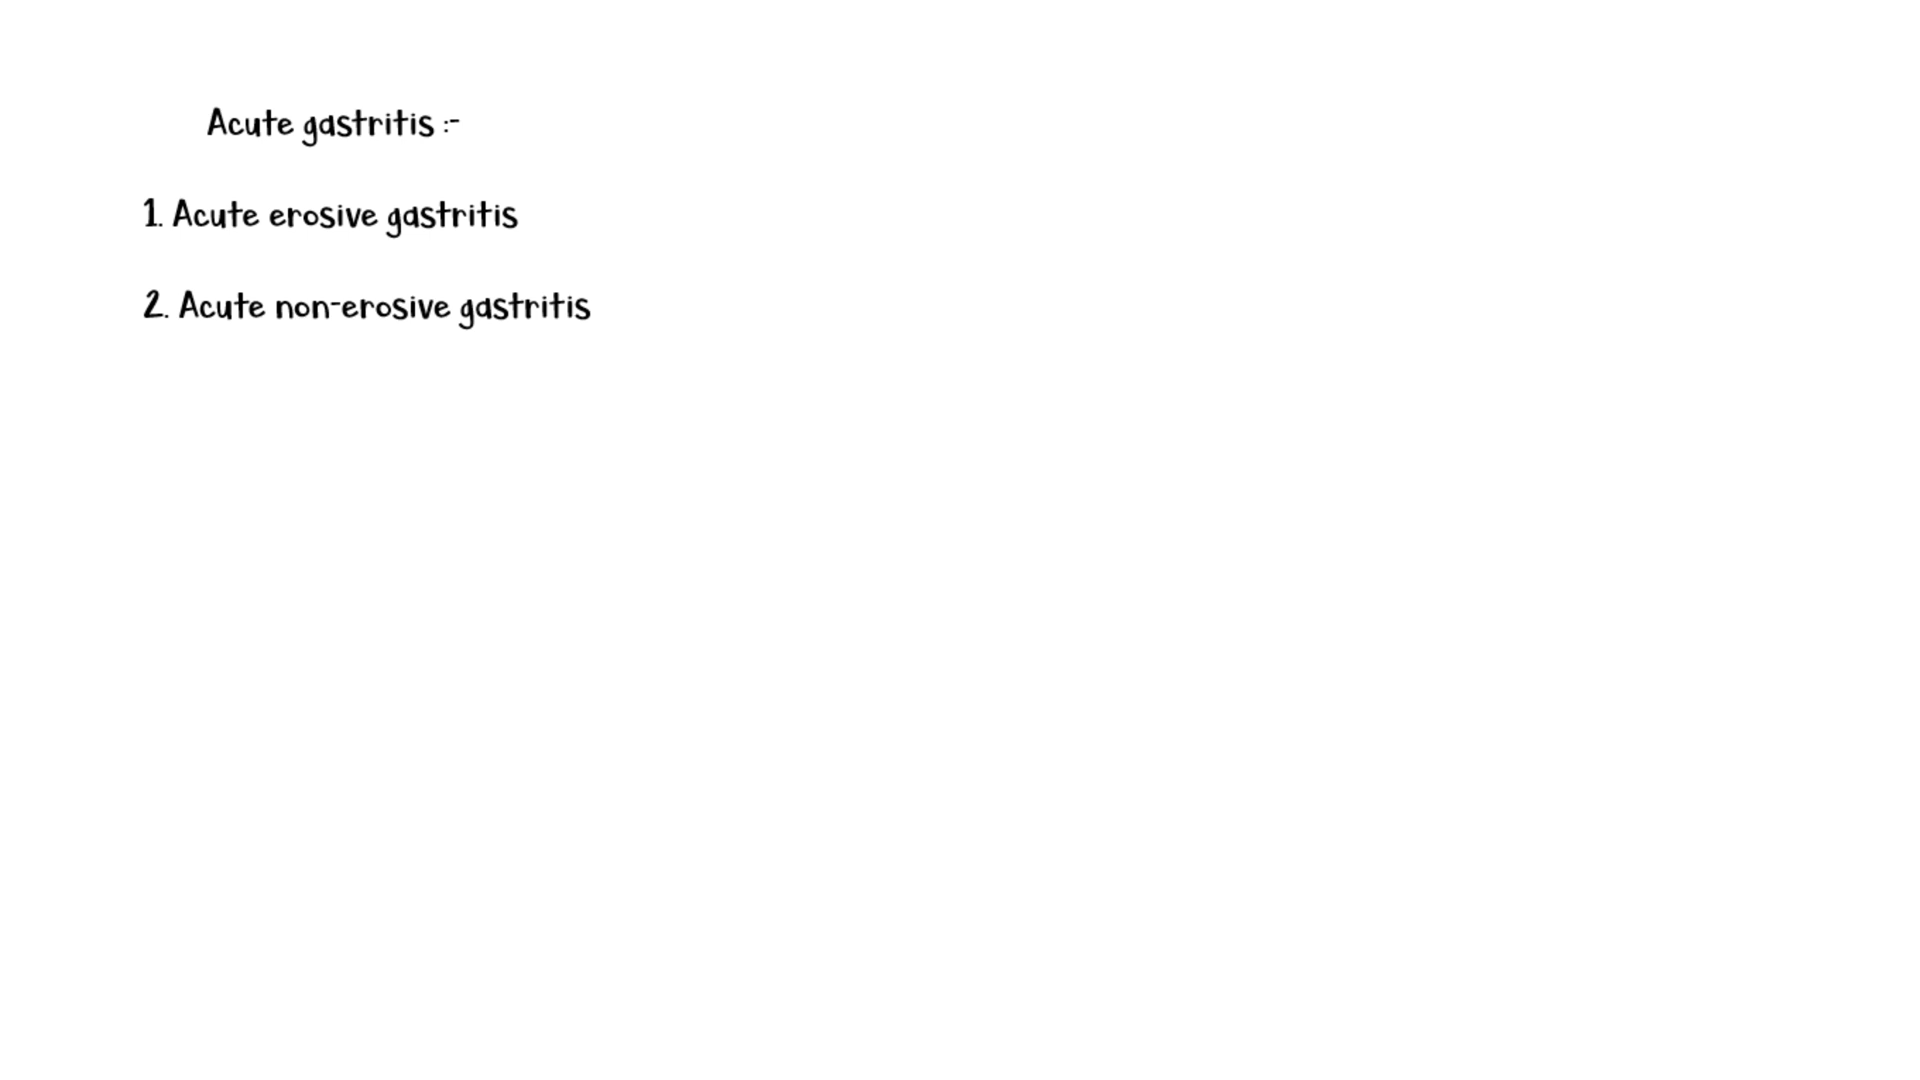 Acute gastritis :-
1. Acute erosive gastritis
2. Acute non-erosive gastritis